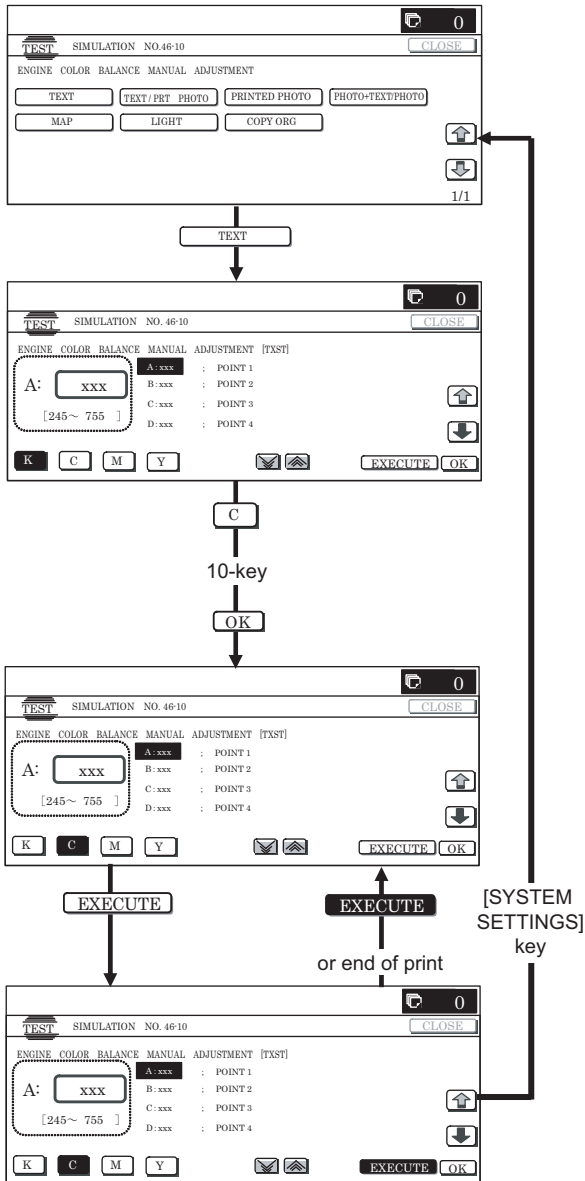 0
TEST SIMULATION NO.46-10 CLOSE
ENGINE COLOR BALANCE MANUAL ADJUSTMENT
TEXT TEXT / PRT PHOTO PRINTED PHOTO PHOTO+TEXT/PHOTO
MAP LIGHT COPY ORG
1/1
TEXT
0
TEST SIMULATION NO. 46-10 CLOSE
ENGINE COLOR BALANCE MANUAL ADJUSTMENT [TXST]
A: xxx
[245~ 755 ]
A : xxx ; POINT 1
B : xxx ; POINT 2
C : xxx ; POINT 3
D : xxx ; POINT 4
K C M Y EXECUTE OK
C
10-key
OK
0
TEST SIMULATION NO. 46-10 CLOSE
ENGINE COLOR BALANCE MANUAL ADJUSTMENT [TXST]
A: xxx
[245~ 755 ]
A : xxx ; POINT 1
B : xxx ; POINT 2
C : xxx ; POINT 3
D : xxx ; POINT 4
K C M Y EXECUTE OK
EXECUTE
EXECUTE
or end of print
[SYSTEM
SETTINGS]
key
0
TEST SIMULATION NO. 46-10 CLOSE
ENGINE COLOR BALANCE MANUAL ADJUSTMENT [TXST]
A: xxx
[245~ 755 ]
A : xxx ; POINT 1
B : xxx ; POINT 2
C : xxx ; POINT 3
D : xxx ; POINT 4
K C M Y EXECUTE OK